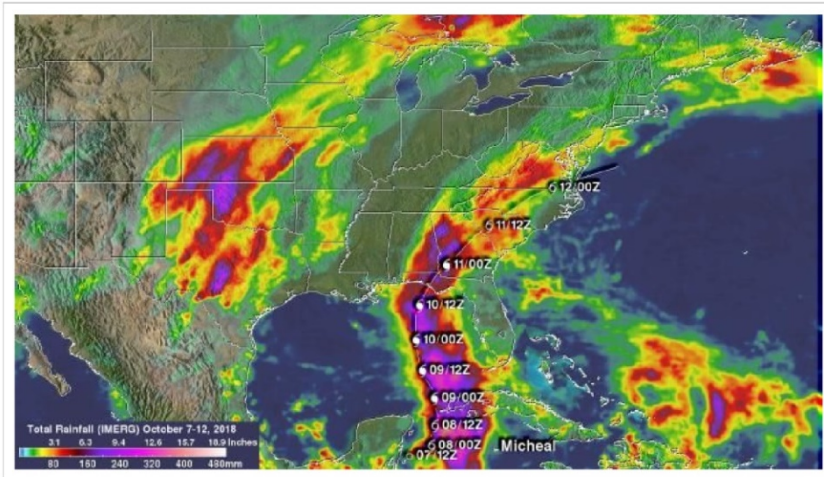 12/00Z
11/12Z
11/00Z
10/12Z
10/00Z
09/12Z
09/00Z
08/12Z
08/00Z
Micheal
07/12Z
Total Rainfall (IMERG) October 7-12, 2018
3.1 6.3 9.4 12.6 15.7 18.9 Inches
80 160 240 320 400 480mm